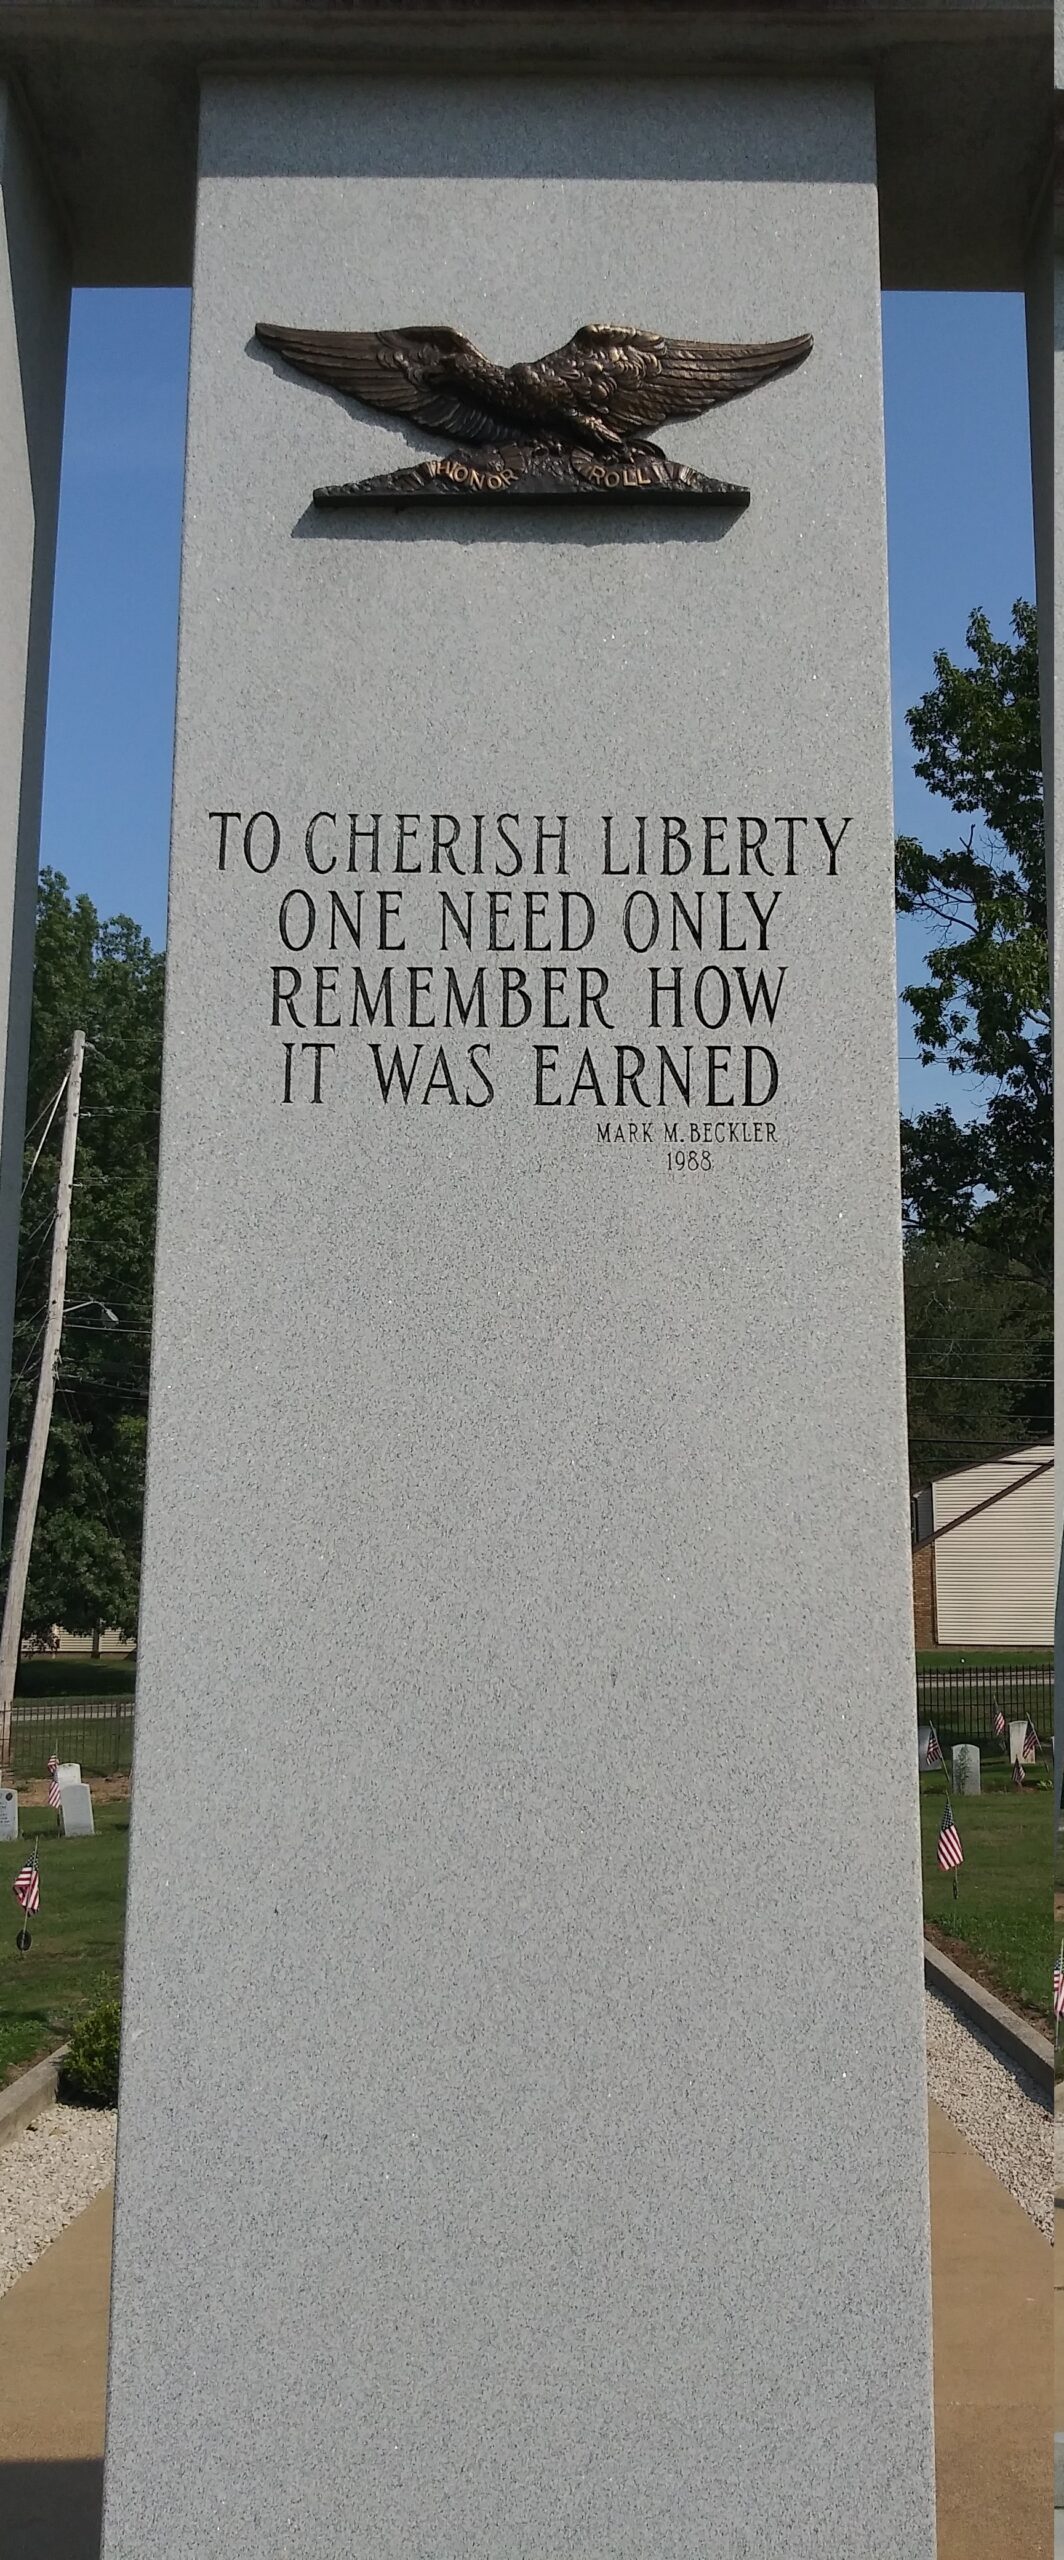 HONOR ROLL
TO CHERISH LIBERTY
ONE NEED ONLY
REMEMBER HOW
IT WAS EARNED
MARK M. BECKLER
1988